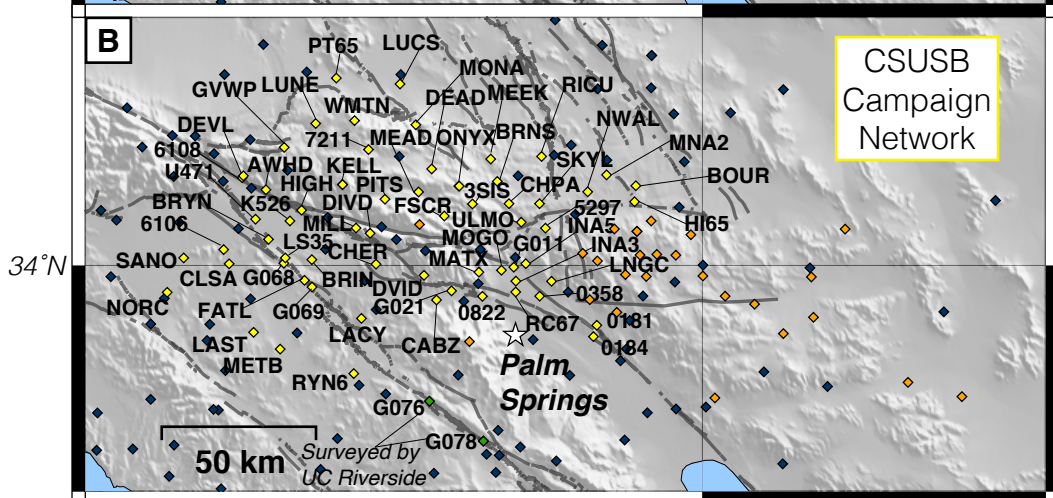 B
CSUSB
Campaign
Network
PT65
LUCS
MONA
GVWP
LUNE
DEAD
MEEK
RICU
WMTN
DEVL
7211
MEAD
ONYX
BRNS
NWAL
6108
AWHD
KELL
SKYL
MNA2
U471
HIGH
PITS
3SIS
CHPA
BOUR
BRYN
K526
DIVD
FSCR
5297
6106
MILL
ULMO
INA5
HI65
LS35
CHER
MOGO
G011
INA3
34°N
SANO
CLSA
G068
BRIN
MATX
LNGC
NORC
FATL
G069
DVID
G021
0822
0358
LAST
LACY
CABZ
RC67
0181
METB
0184
RYN6
Palm
Springs
G076
G078
50 km
Surveyed by
UC Riverside